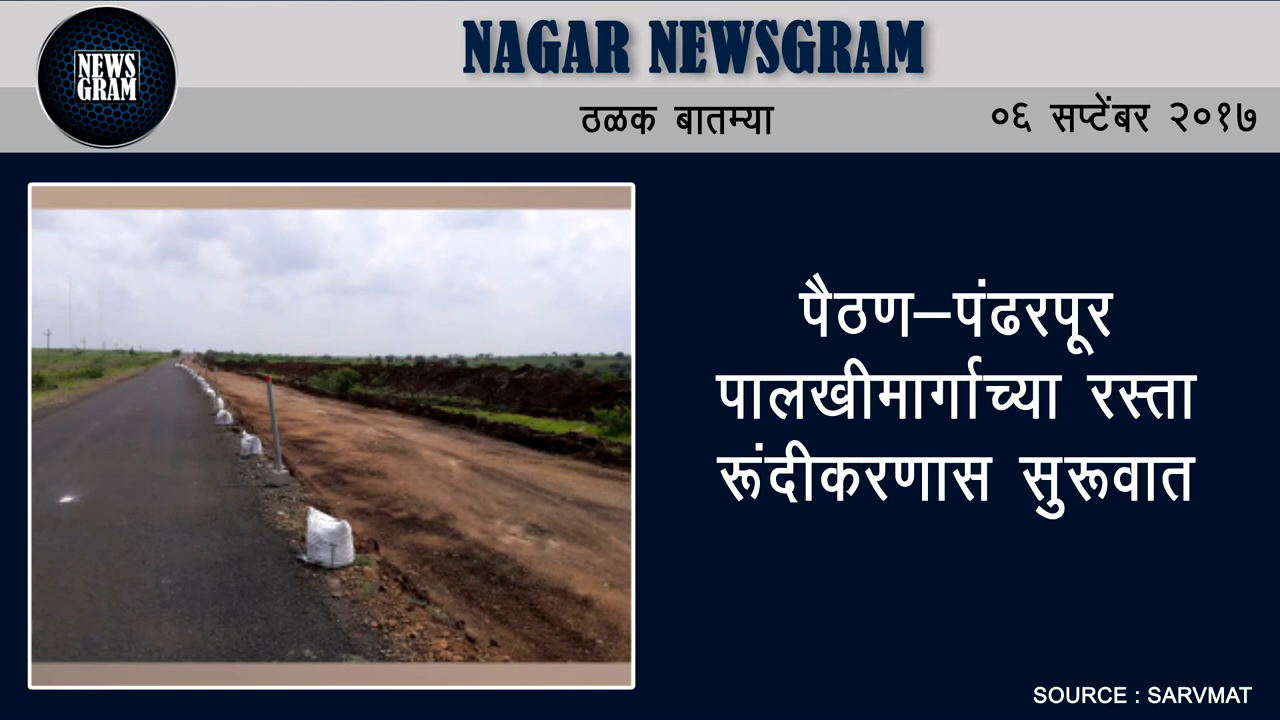 NEWS
GRAM
NAGAR NEWSGRAM
ठळक बातम्या
०६ सप्टेंबर २०१७
पैठण–पंढरपूर
पालखीमार्गाच्या रस्ता
रूंदीकरणास सुरूवात
SOURCE : SARVMAT